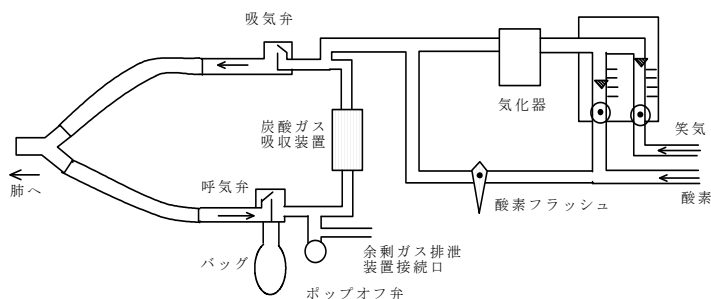 吸気弁
気化器
炭酸ガス
吸収装置
笑気
肺へ
呼気弁
酸素フラッシュ
酸素
バッグ
余剰ガス排泄
装置接続口
ポップオフ弁